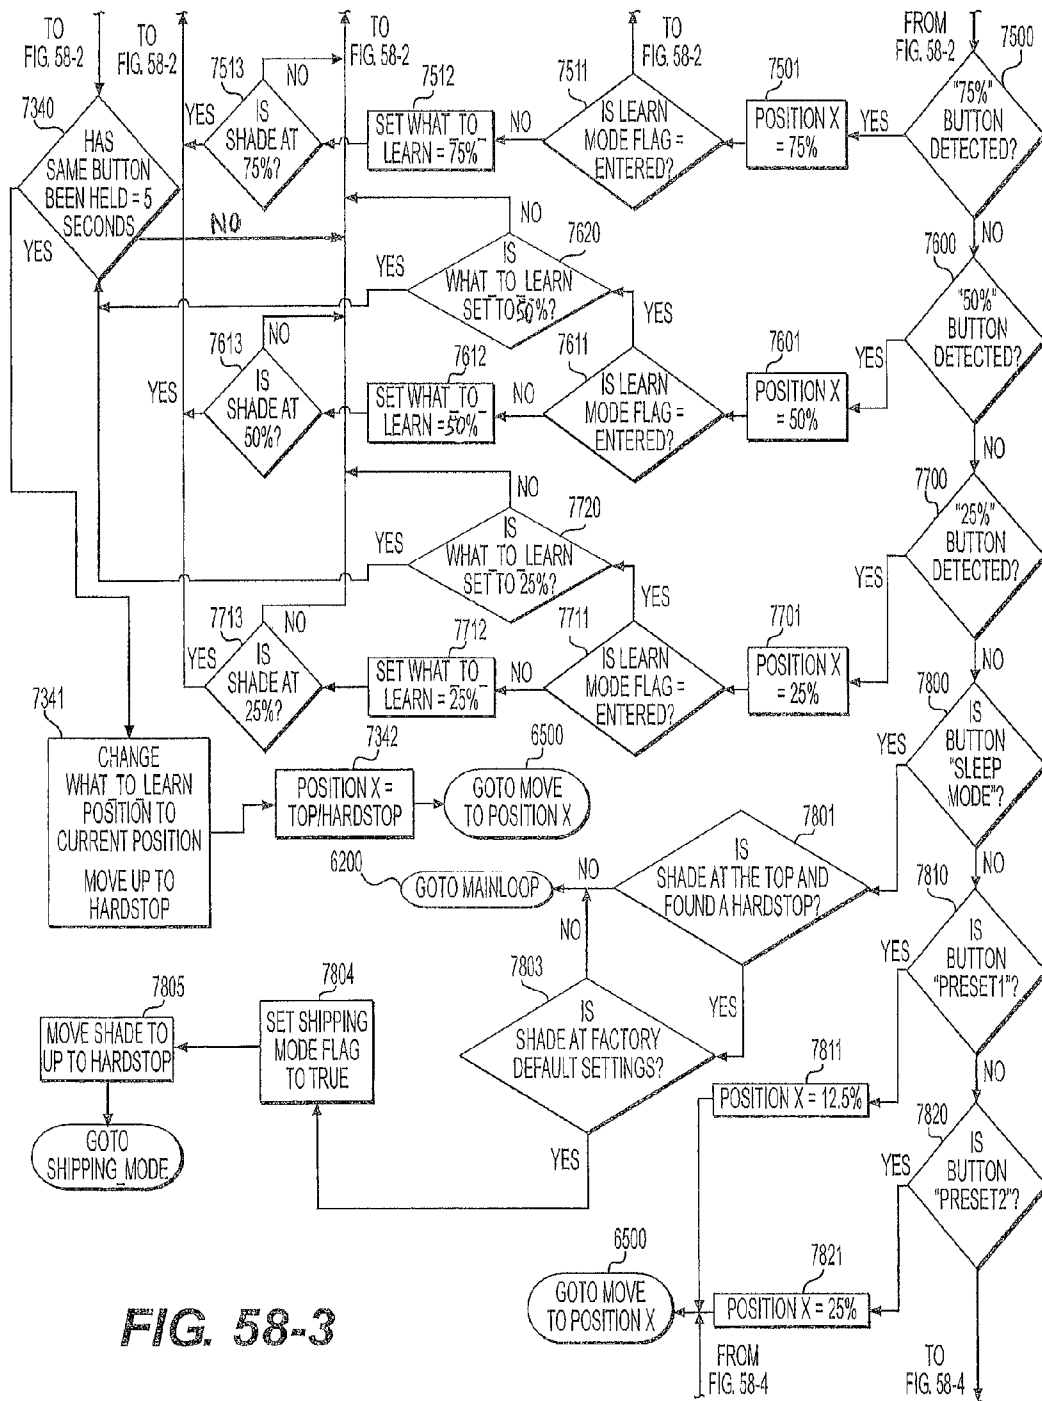 TO
FIG. 58-2
TO
FIG. 58-2
TO
FIG. 58-2
TO
FIG. 58-2
FROM
FIG. 58-2
7500
"75%"
BUTTON
DETECTED?
YES
NO
7501
POSITION X
= 75%
7511
IS LEARN
MODE FLAG =
ENTERED?
NO
7512
SET WHAT_TO_
LEARN = 75%
7513
IS
SHADE AT
75%?
NO
YES
7340
HAS
SAME BUTTON
BEEN HELD = 5
SECONDS
YES
NO
7600
"50%"
BUTTON
DETECTED?
YES
NO
7601
POSITION X
= 50%
7611
IS LEARN
MODE FLAG =
ENTERED?
YES
NO
7620
IS
WHAT_TO_LEARN
SET TO 50%?
NO
YES
7612
SET WHAT_TO_
LEARN = 50%
7613
IS
SHADE AT
50%?
NO
YES
7700
"25%"
BUTTON
DETECTED?
YES
NO
7701
POSITION X
= 25%
7711
IS LEARN
MODE FLAG =
ENTERED?
YES
NO
7720
IS
WHAT_TO_LEARN
SET TO 25%?
NO
YES
7712
SET WHAT_TO_
LEARN = 25%
7713
IS
SHADE AT
25%?
NO
YES
7341
CHANGE
WHAT_TO_LEARN
POSITION TO
CURRENT POSITION
MOVE UP TO
HARDSTOP
7342
POSITION X =
TOP/HARDSTOP
6500
GOTO MOVE
TO POSITION X
7800
IS
BUTTON
"SLEEP
MODE"?
YES
NO
7801
IS
SHADE AT THE TOP AND
FOUND A HARDSTOP?
NO
YES
6200
GOTO MAINLOOP
7803
IS
SHADE AT FACTORY
DEFAULT SETTINGS?
NO
YES
7804
SET SHIPPING
MODE FLAG
TO TRUE
7805
MOVE SHADE TO
UP TO HARDSTOP
GOTO
SHIPPING_MODE
7810
IS
BUTTON
"PRESET1"?
YES
NO
7811
POSITION X = 12.5%
7820
IS
BUTTON
"PRESET2"?
YES
7821
POSITION X = 25%
6500
GOTO MOVE
TO POSITION X
FROM
FIG. 58-4
TO
FIG. 58-4
FIG. 58-3